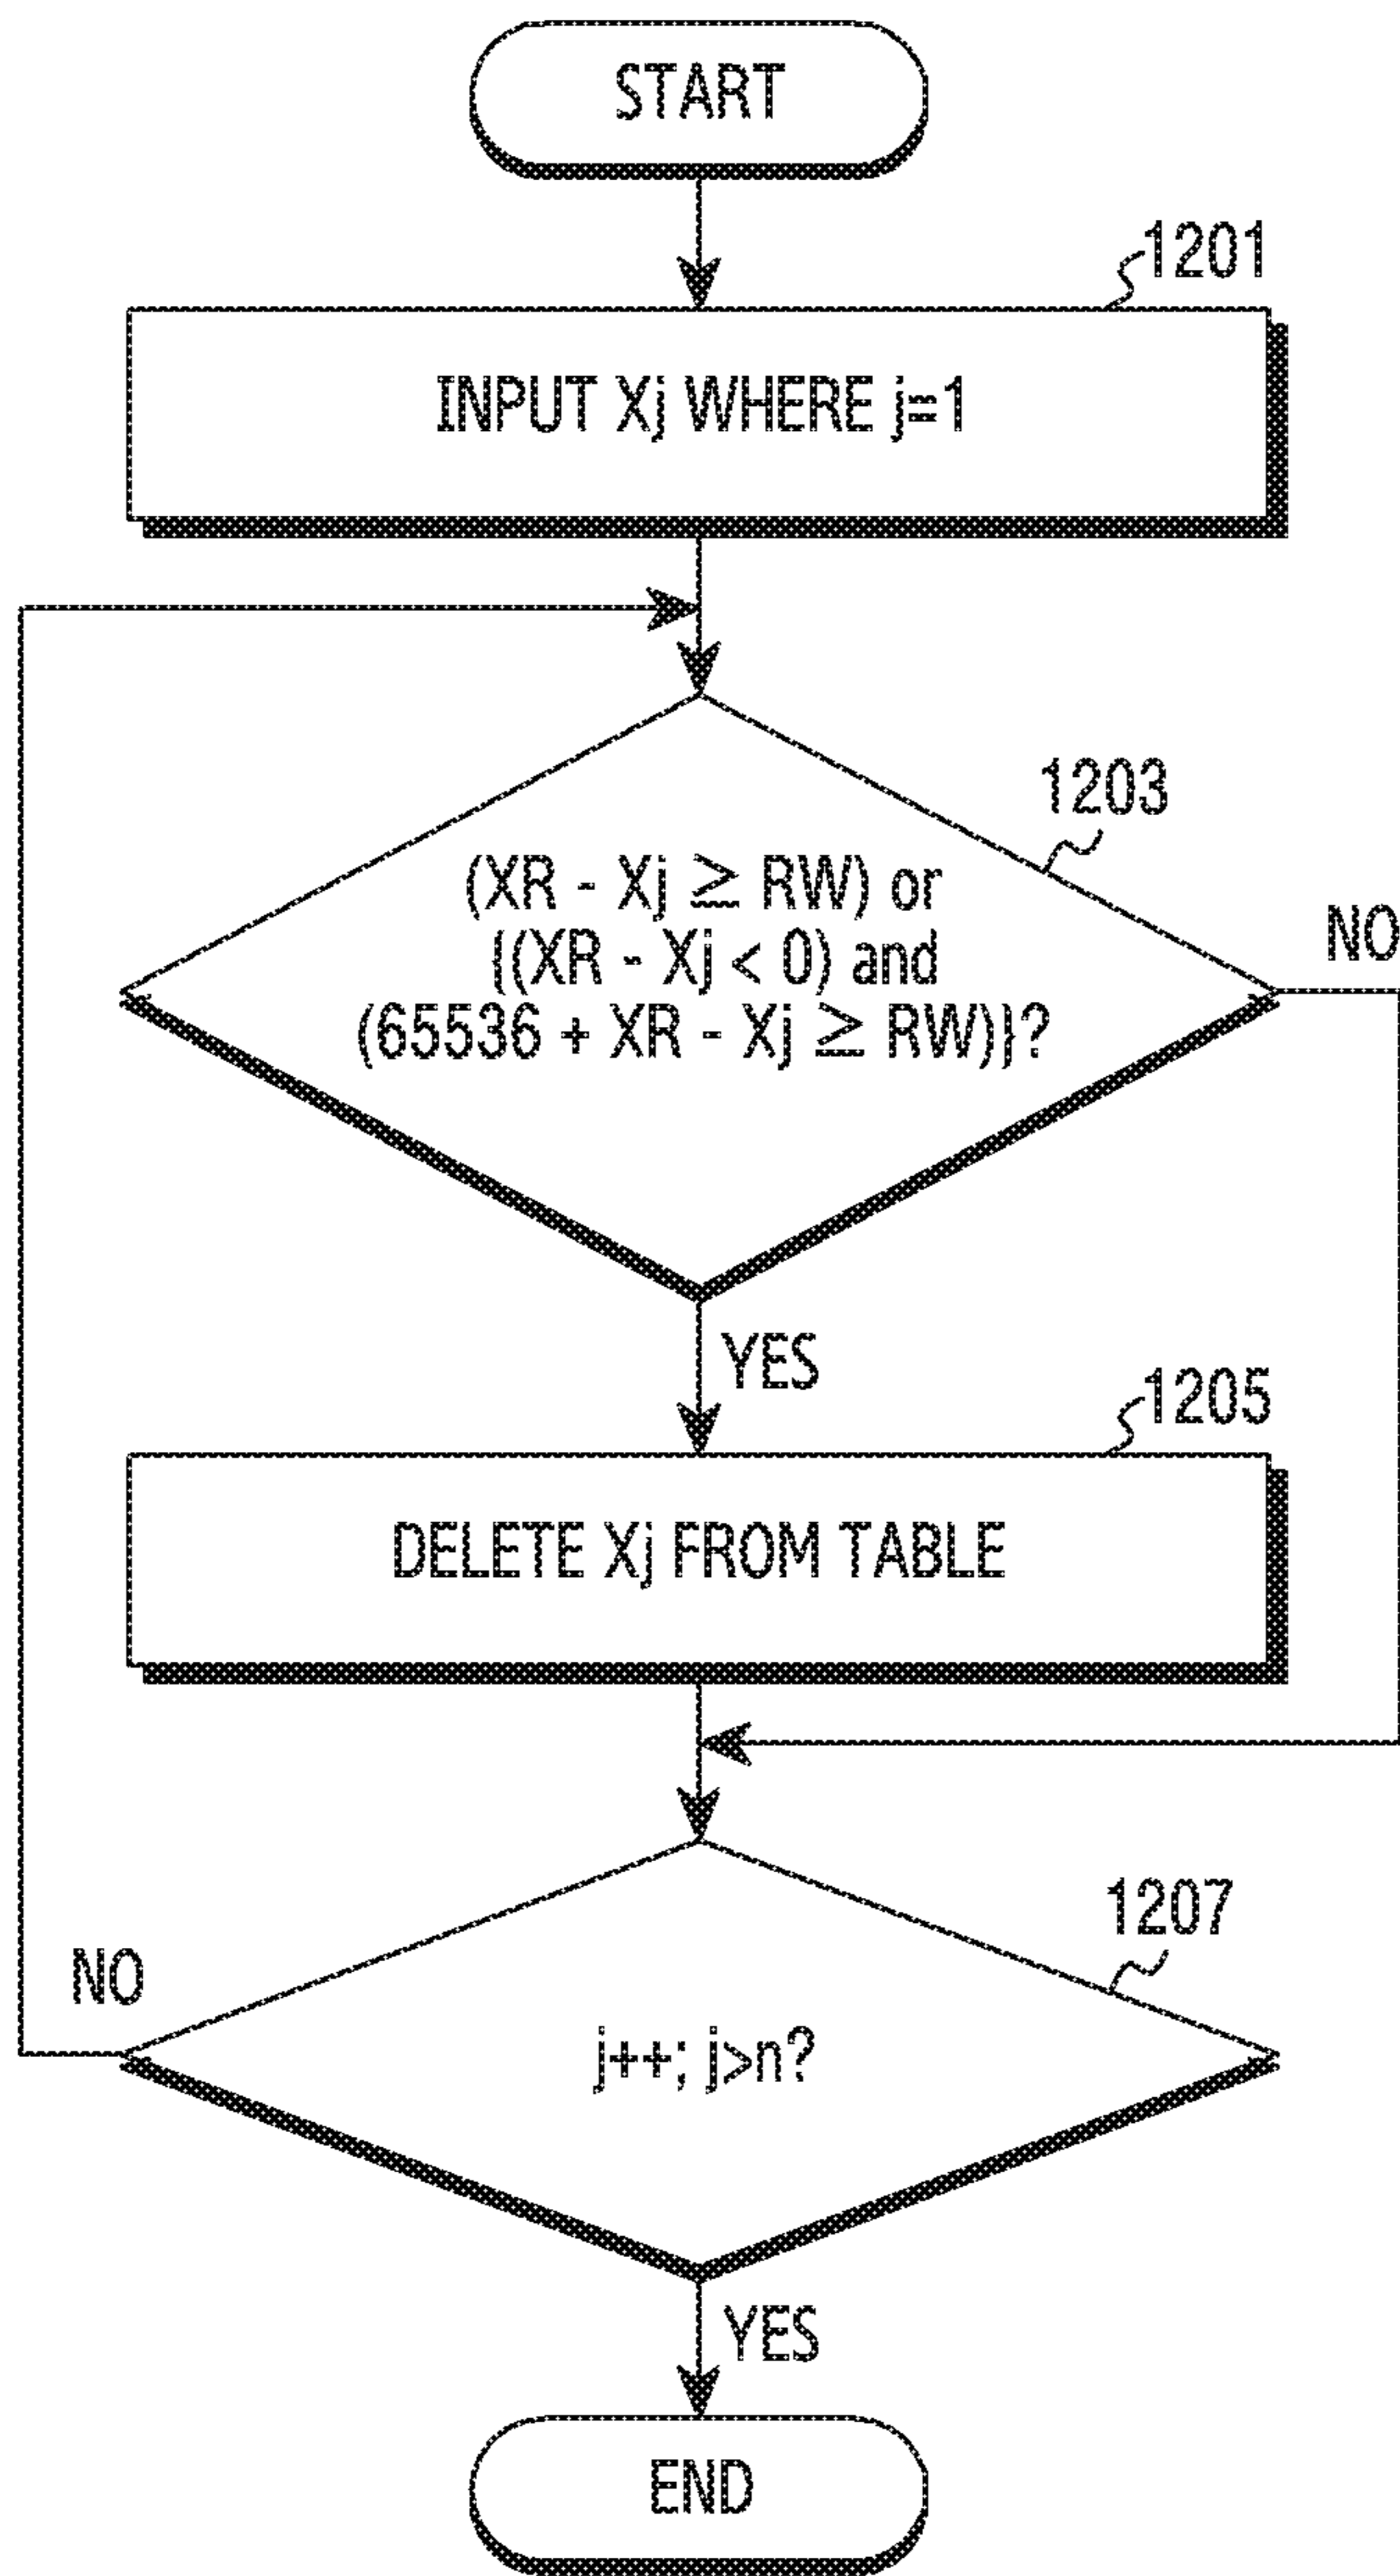 START
1201
INPUT Xj WHERE j=1
1203
(XR - Xj ≥ RW) or
{(XR - Xj < 0) and
(65536 + XR - Xj ≥ RW)}?
NO
YES
1205
DELETE Xj FROM TABLE
1207
NO
j++; j>n?
YES
END